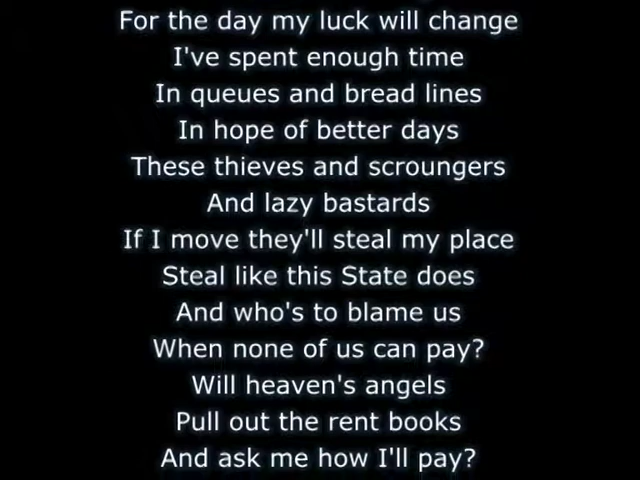 For the day my luck will change
I've spent enough time
In queues and bread lines
In hope of better days
These thieves and scroungers
And lazy bastards
If I move they'll steal my place
Steal like this State does
And who's to blame us
When none of us can pay?
Will heaven's angels
Pull out the rent books
And ask me how I'll pay?